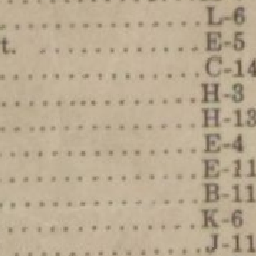 L-6
t. .......... E-5
.......... C-14
.......... H-3
.......... H-13
.......... E-4
.......... E-11
.......... B-11
.......... K-6
.......... J-11